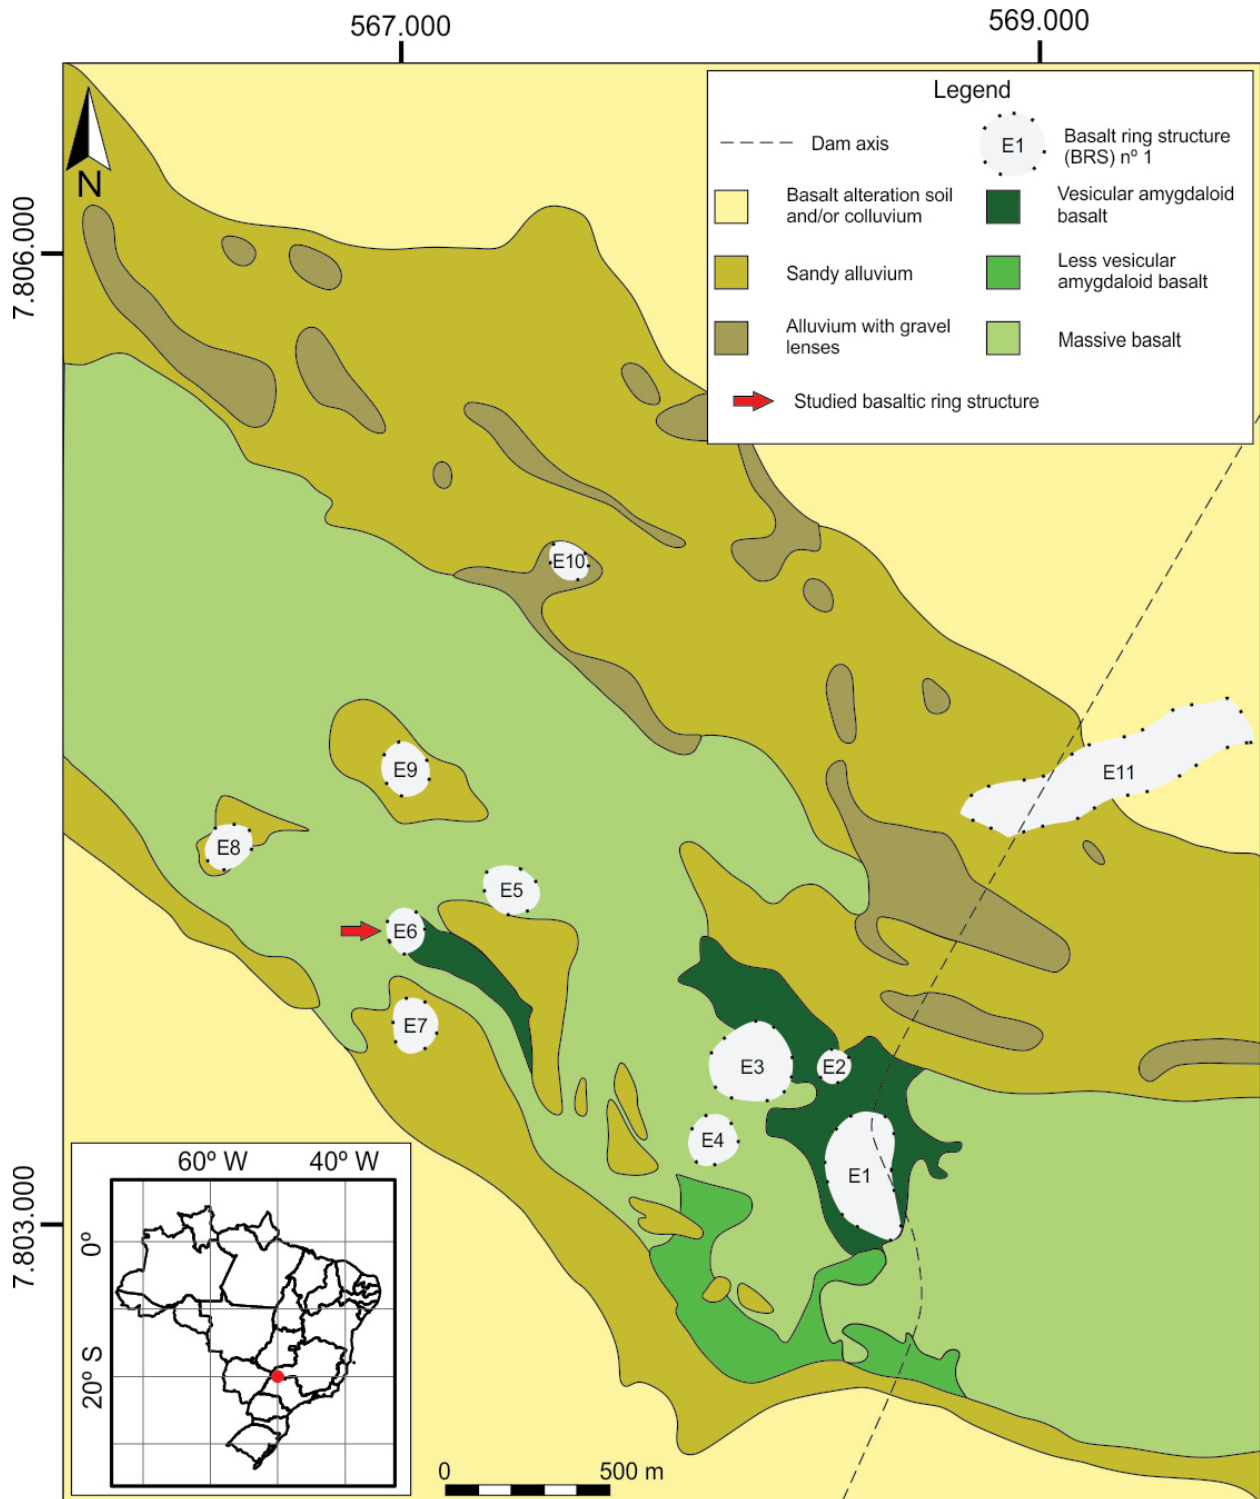 567.000
569.000
7.806.000
7.803.000
N
Legend
Dam axis
E1
Basalt ring structure
(BRS) nº 1
Basalt alteration soil
and/or colluvium
Vesicular amygdaloid
basalt
Sandy alluvium
Less vesicular
amygdaloid basalt
Alluvium with gravel
lenses
Massive basalt
Studied basaltic ring structure
E10
E11
E9
E8
E5
E6
E7
E3
E2
E4
E1
60º W
40º W
0º
20º S
0
500 m